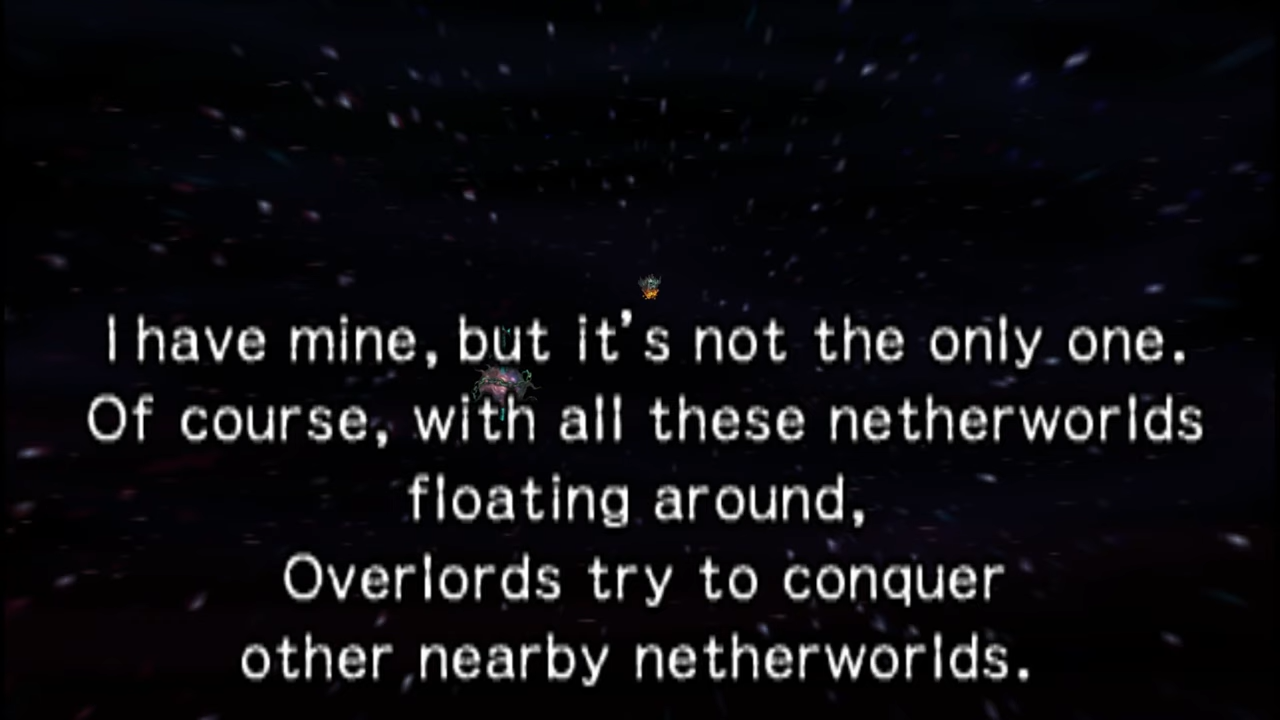 I have mine, but it's not the only one.
Of course, with all these netherworlds
floating around,
Overlords try to conquer
other nearby netherworlds.